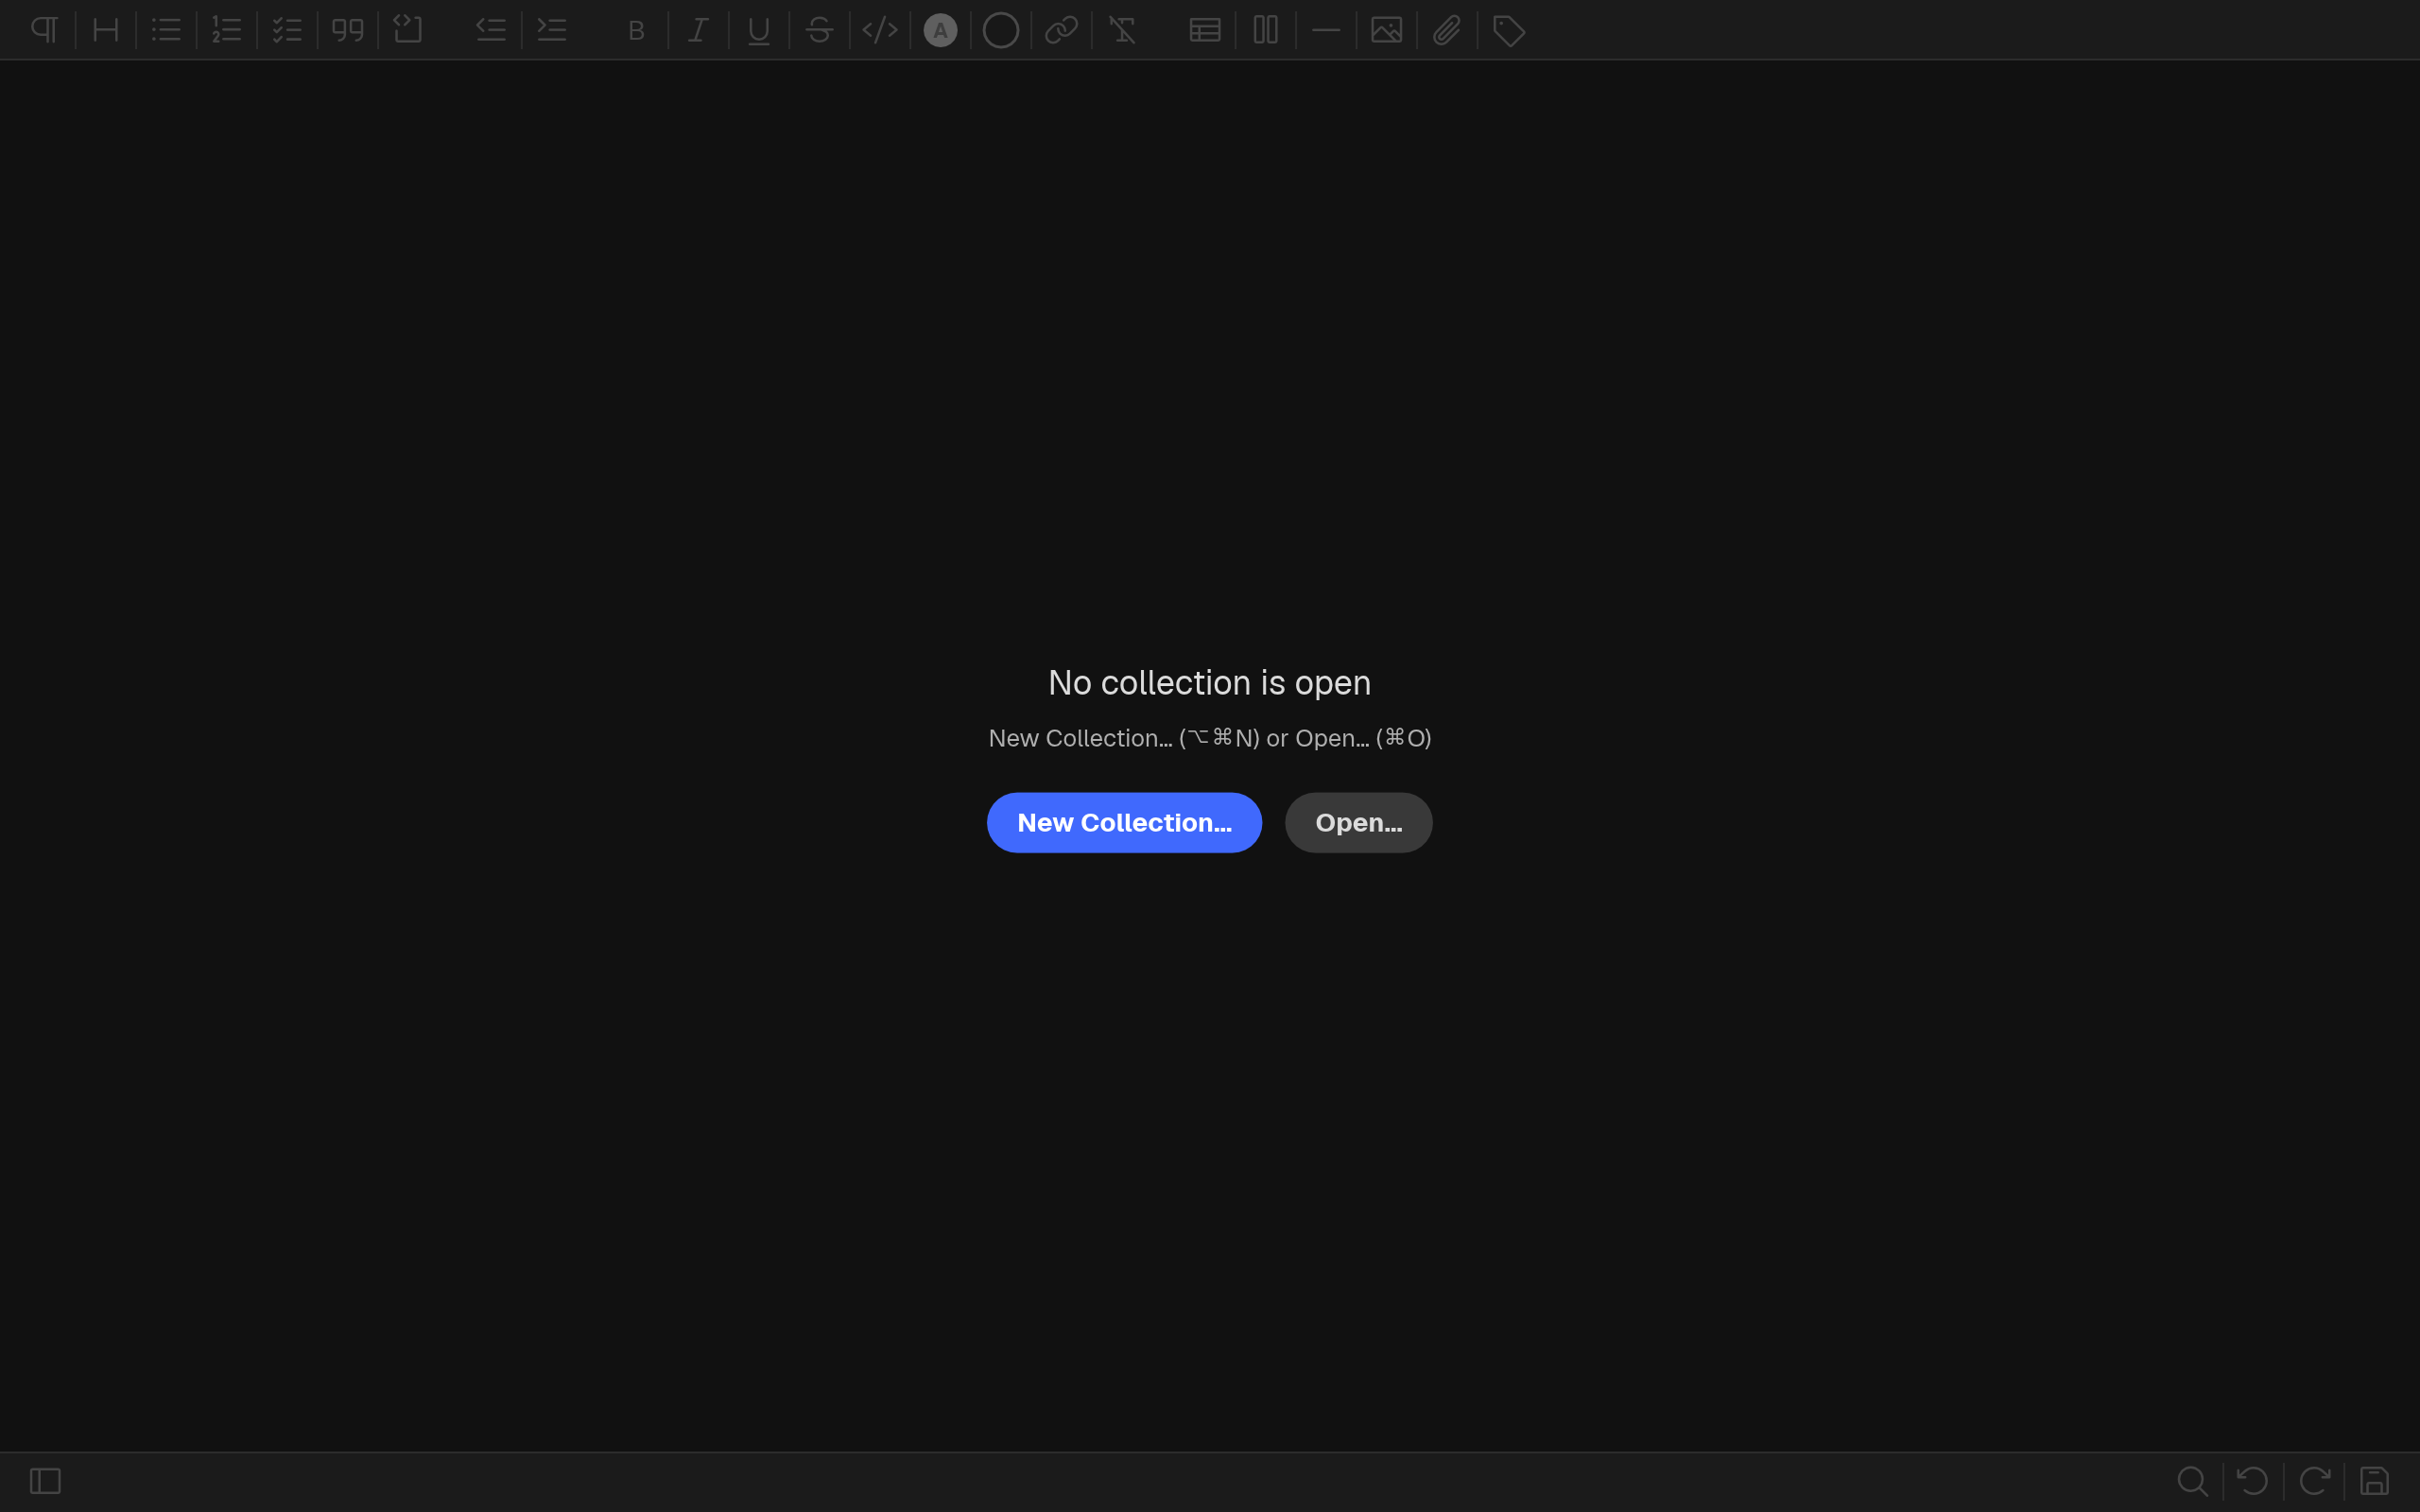 B A
No collection is open
New Collection... (⌥⌘N) or Open... (⌘O)
New Collection... Open...